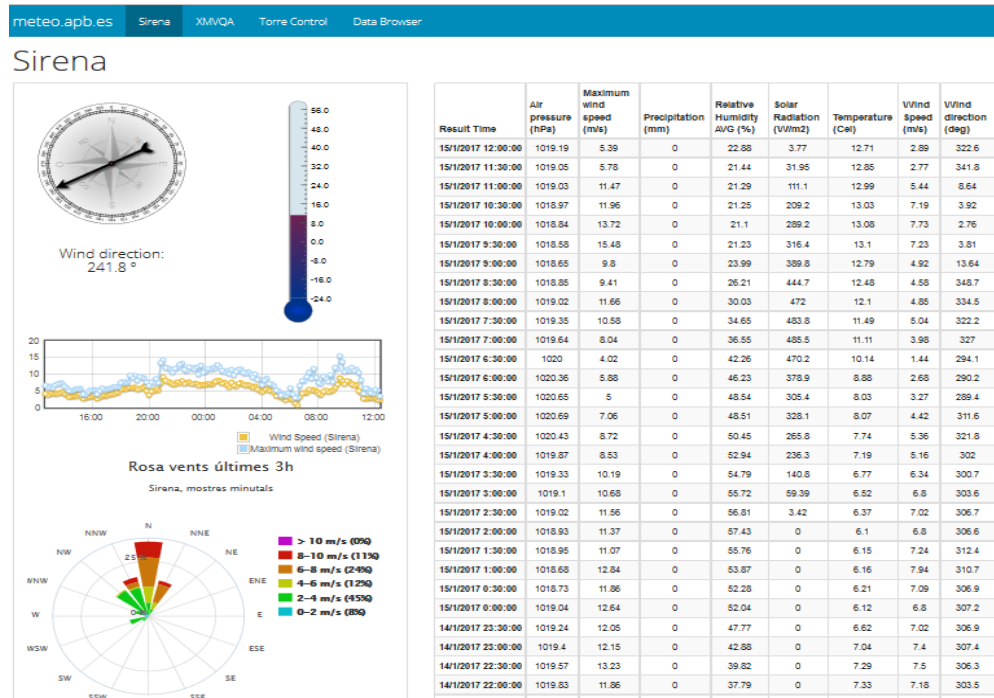 meteo.apb.es Sirena XMVQA Torre Control Data Browser
Sirena
N
O
Wind direction:
241.8 º
56.0
48.0
40.0
32.0
24.0
16.0
8.0
0.0
-8.0
-16.0
-24.0
20
15
10
5
0
16:00 20:00 00:00 04:00 08:00 12:00
Wind Speed (Sirena)
Maximum wind speed (Sirena)
Rosa vents últimes 3h
Sirena, mostres minutals
N
NNW NNE
NW NE
WNW ENE
W E
WSW ESE
SW SE
SSW SSE
> 10 m/s (0%)
8-10 m/s (11%)
6-8 m/s (24%)
4-6 m/s (12%)
2-4 m/s (45%)
0-2 m/s (8%)
Result Time Air pressure (hPa) Maximum wind speed (m/s) Precipitation (mm) Relative Humidity AVG (%) Solar Radiation (W/m2) Temperature (Cel) Wind Speed (m/s) Wind direction (deg)
15/1/2017 12:00:00 1019.19 5.39 0 22.88 3.77 12.71 2.89 322.6
15/1/2017 11:30:00 1019.05 5.78 0 21.44 31.95 12.85 2.77 341.8
15/1/2017 11:00:00 1019.03 11.47 0 21.29 111.1 12.99 5.44 8.64
15/1/2017 10:30:00 1018.97 11.96 0 21.25 209.2 13.03 7.19 3.92
15/1/2017 10:00:00 1018.84 13.72 0 21.1 289.2 13.08 7.73 2.76
15/1/2017 9:30:00 1018.58 15.48 0 21.23 316.4 13.1 7.23 3.81
15/1/2017 9:00:00 1018.65 9.8 0 23.99 389.8 12.79 4.92 13.64
15/1/2017 8:30:00 1018.85 9.41 0 26.21 444.7 12.48 4.58 348.7
15/1/2017 8:00:00 1019.02 11.66 0 30.03 472 12.1 4.85 334.5
15/1/2017 7:30:00 1019.35 10.58 0 34.65 483.8 11.49 5.04 322.2
15/1/2017 7:00:00 1019.64 8.04 0 36.55 485.5 11.11 3.98 327
15/1/2017 6:30:00 1020 4.02 0 42.26 470.2 10.14 1.44 294.1
15/1/2017 6:00:00 1020.36 5.88 0 46.23 378.9 8.88 2.68 290.2
15/1/2017 5:30:00 1020.65 5 0 48.54 305.4 8.03 3.27 289.4
15/1/2017 5:00:00 1020.69 7.06 0 48.51 328.1 8.07 4.42 311.6
15/1/2017 4:30:00 1020.43 8.72 0 50.45 265.8 7.74 5.36 321.8
15/1/2017 4:00:00 1019.87 8.53 0 52.94 236.3 7.19 5.16 302
15/1/2017 3:30:00 1019.33 10.19 0 54.79 140.8 6.77 6.34 300.7
15/1/2017 3:00:00 1019.1 10.68 0 55.72 59.39 6.52 6.8 303.6
15/1/2017 2:30:00 1019.02 11.56 0 56.81 3.42 6.37 7.02 306.7
15/1/2017 2:00:00 1018.93 11.37 0 57.43 0 6.1 6.8 306.6
15/1/2017 1:30:00 1018.95 11.07 0 55.76 0 6.15 7.24 312.4
15/1/2017 1:00:00 1018.68 12.84 0 53.87 0 6.16 7.94 310.7
15/1/2017 0:30:00 1018.73 11.86 0 52.28 0 6.21 7.09 306.9
15/1/2017 0:00:00 1019.04 12.64 0 52.04 0 6.12 6.8 307.2
14/1/2017 23:30:00 1019.24 12.05 0 47.77 0 6.62 7.02 306.9
14/1/2017 23:00:00 1019.4 12.15 0 42.88 0 7.04 7.4 307.4
14/1/2017 22:30:00 1019.57 13.23 0 39.82 0 7.29 7.5 306.3
14/1/2017 22:00:00 1019.83 11.86 0 37.79 0 7.33 7.18 303.5